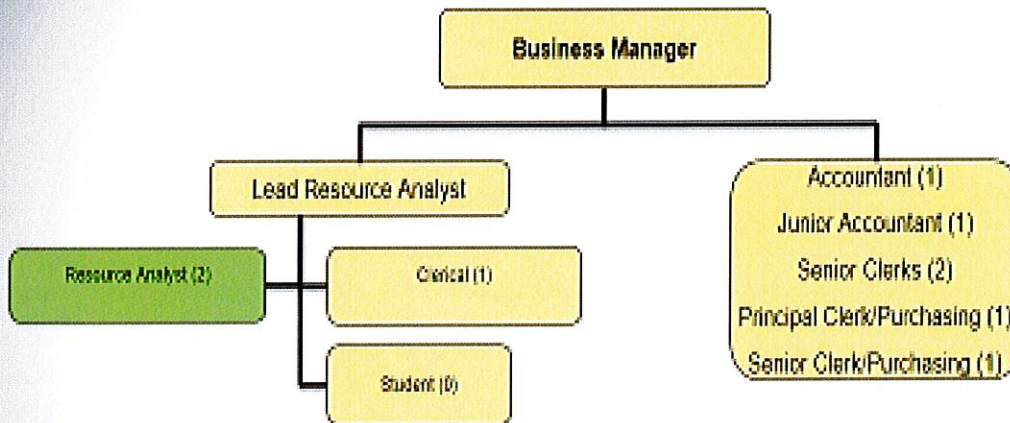 Business Manager
Lead Resource Analyst
Accountant (1)
Junior Accountant (1)
Senior Clerks (2)
Principal Clerk/Purchasing (1)
Senior Clerk/Purchasing (1)
Resource Analyst (2)
Clerical (1)
Student (0)